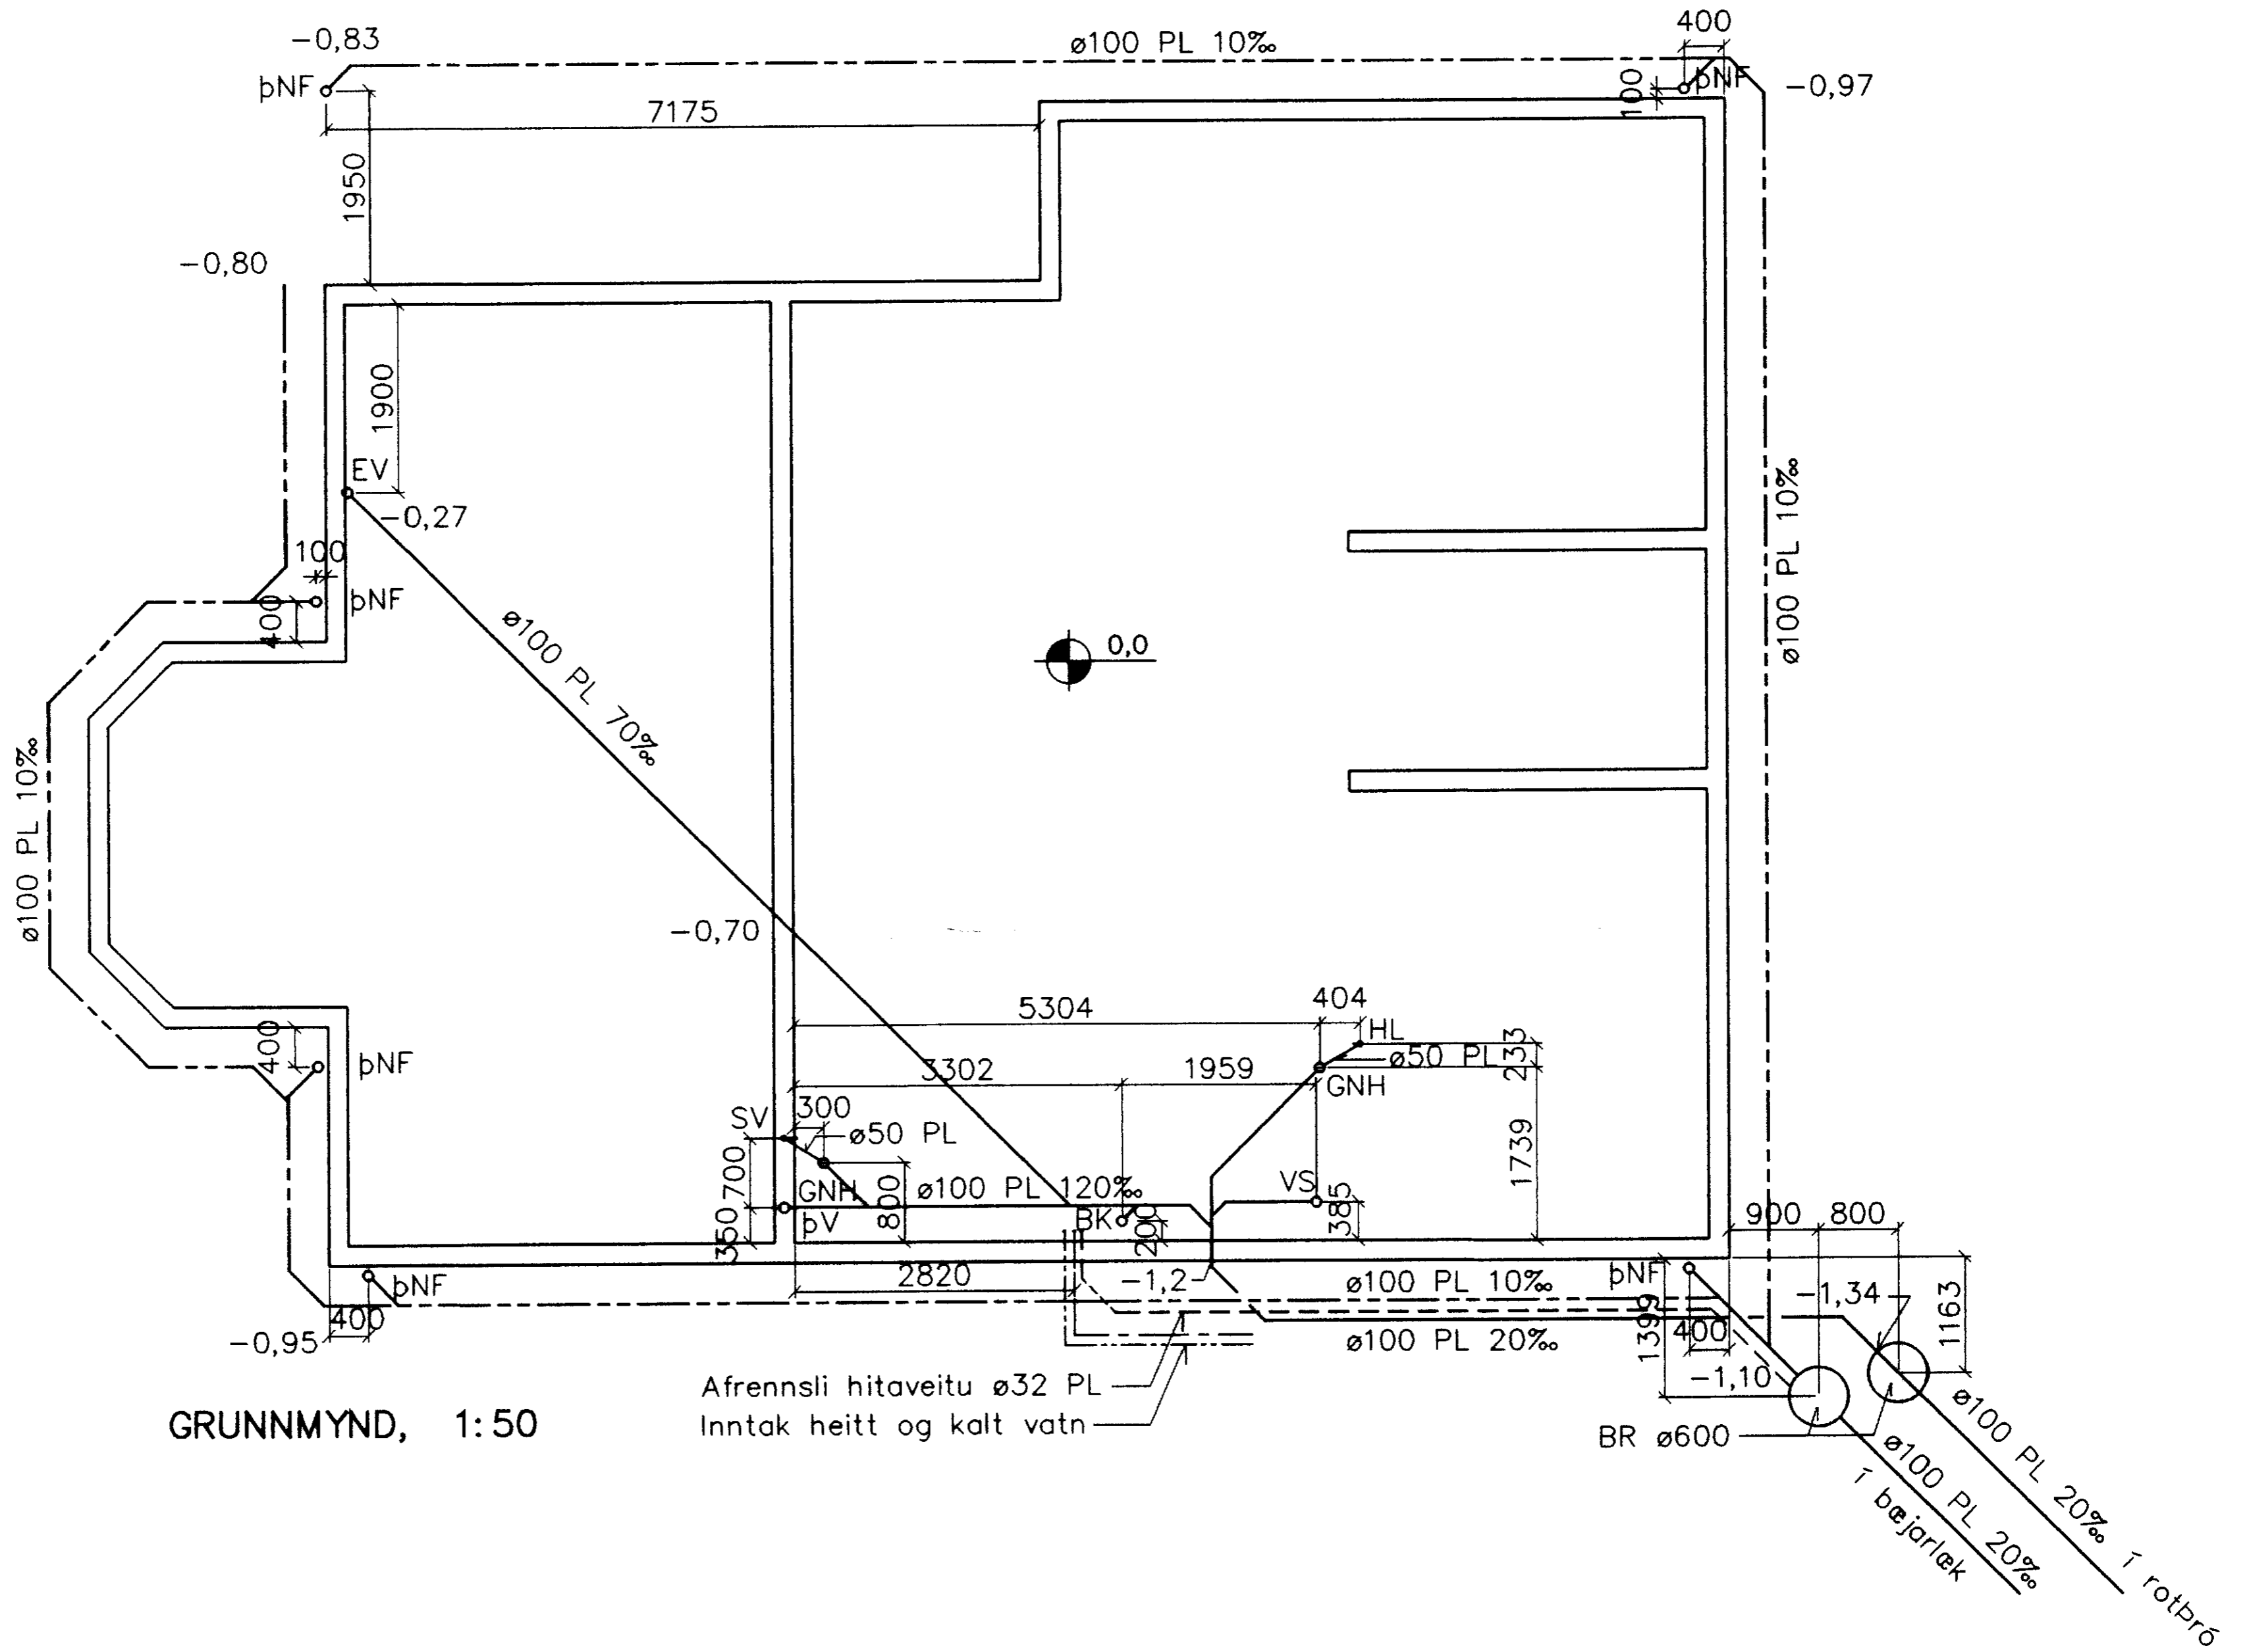 -0,83
ø100 PL 10‰
400
þNF
þNF
-0,97
100
7175
1950
-0,80
1900
EV
-0,27
100
þNF
400
ø100 PL 70‰
0,0
ø100 PL 10‰
ø100 PL 10‰
-0,70
5304
404
HL
ø50 PL
233
GNH
3302
1959
400
þNF
SV
300
ø50 PL
700
GNH
ø100 PL 120‰
VS
1739
800
þV
BK
200
385
350
900
800
2820
-1,2
ø100 PL 10‰
þNF
-1,34
1163
þNF
400
-0,95
1399
400
ø100 PL 20‰
-1,10
Afrennsli hitaveitu ø32 PL
Inntak heitt og kalt vatn
GRUNNMYND, 1:50
BR ø600
ø100 PL 20‰
í bæjarlæk
ø100 PL 20‰ í rotþró